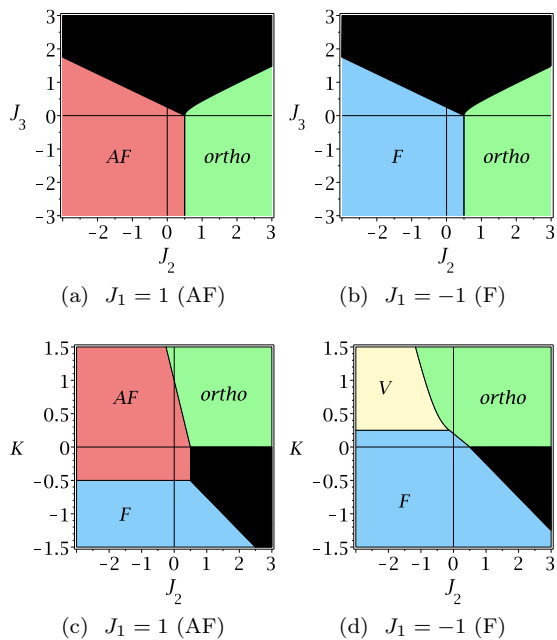 3
2
1
0
−1
−2
−3
J3
AF
ortho
−2 −1 0 1 2 3
J2
(a) J1 = 1 (AF)
3
2
1
0
−1
−2
−3
J3
F
ortho
−2 −1 0 1 2 3
J2
(b) J1 = −1 (F)
1.5
1
0.5
0
−0.5
−1
−1.5
K
AF
ortho
F
−2 −1 0 1 2 3
J2
(c) J1 = 1 (AF)
1.5
1
0.5
0
−0.5
−1
−1.5
K
V
ortho
F
−2 −1 0 1 2 3
J2
(d) J1 = −1 (F)